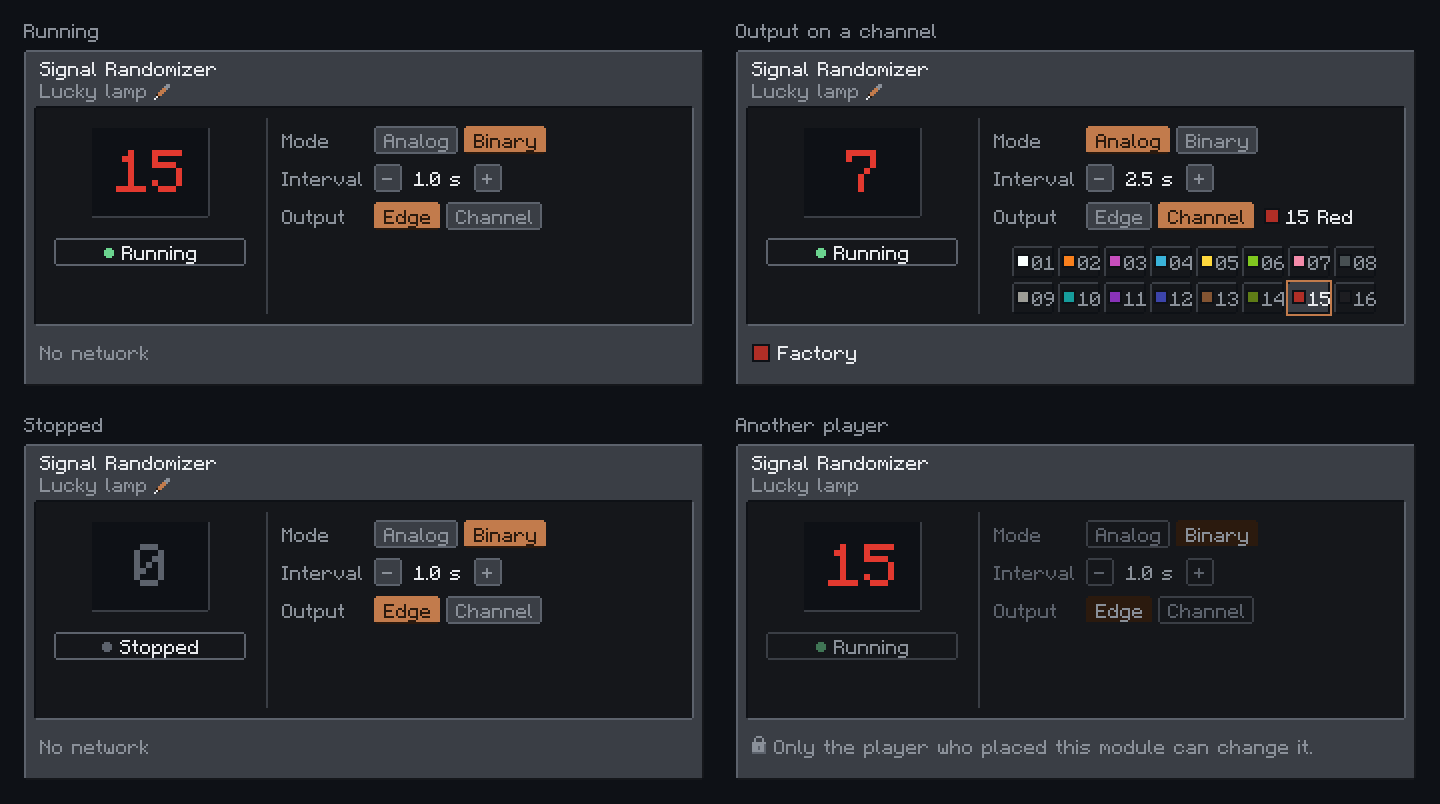 Running
Signal Randomizer
Lucky lamp
15
Running
Mode Analog Binary
Interval − 1.0 s +
Output Edge Channel
No network
Output on a channel
Signal Randomizer
Lucky lamp
7
Running
Mode Analog Binary
Interval − 2.5 s +
Output Edge Channel 15 Red
01 02 03 04 05 06 07 08
09 10 11 12 13 14 15 16
Factory
Stopped
Signal Randomizer
Lucky lamp
0
Stopped
Mode Analog Binary
Interval − 1.0 s +
Output Edge Channel
No network
Another player
Signal Randomizer
Lucky lamp
15
Running
Mode Analog Binary
Interval − 1.0 s +
Output Edge Channel
Only the player who placed this module can change it.